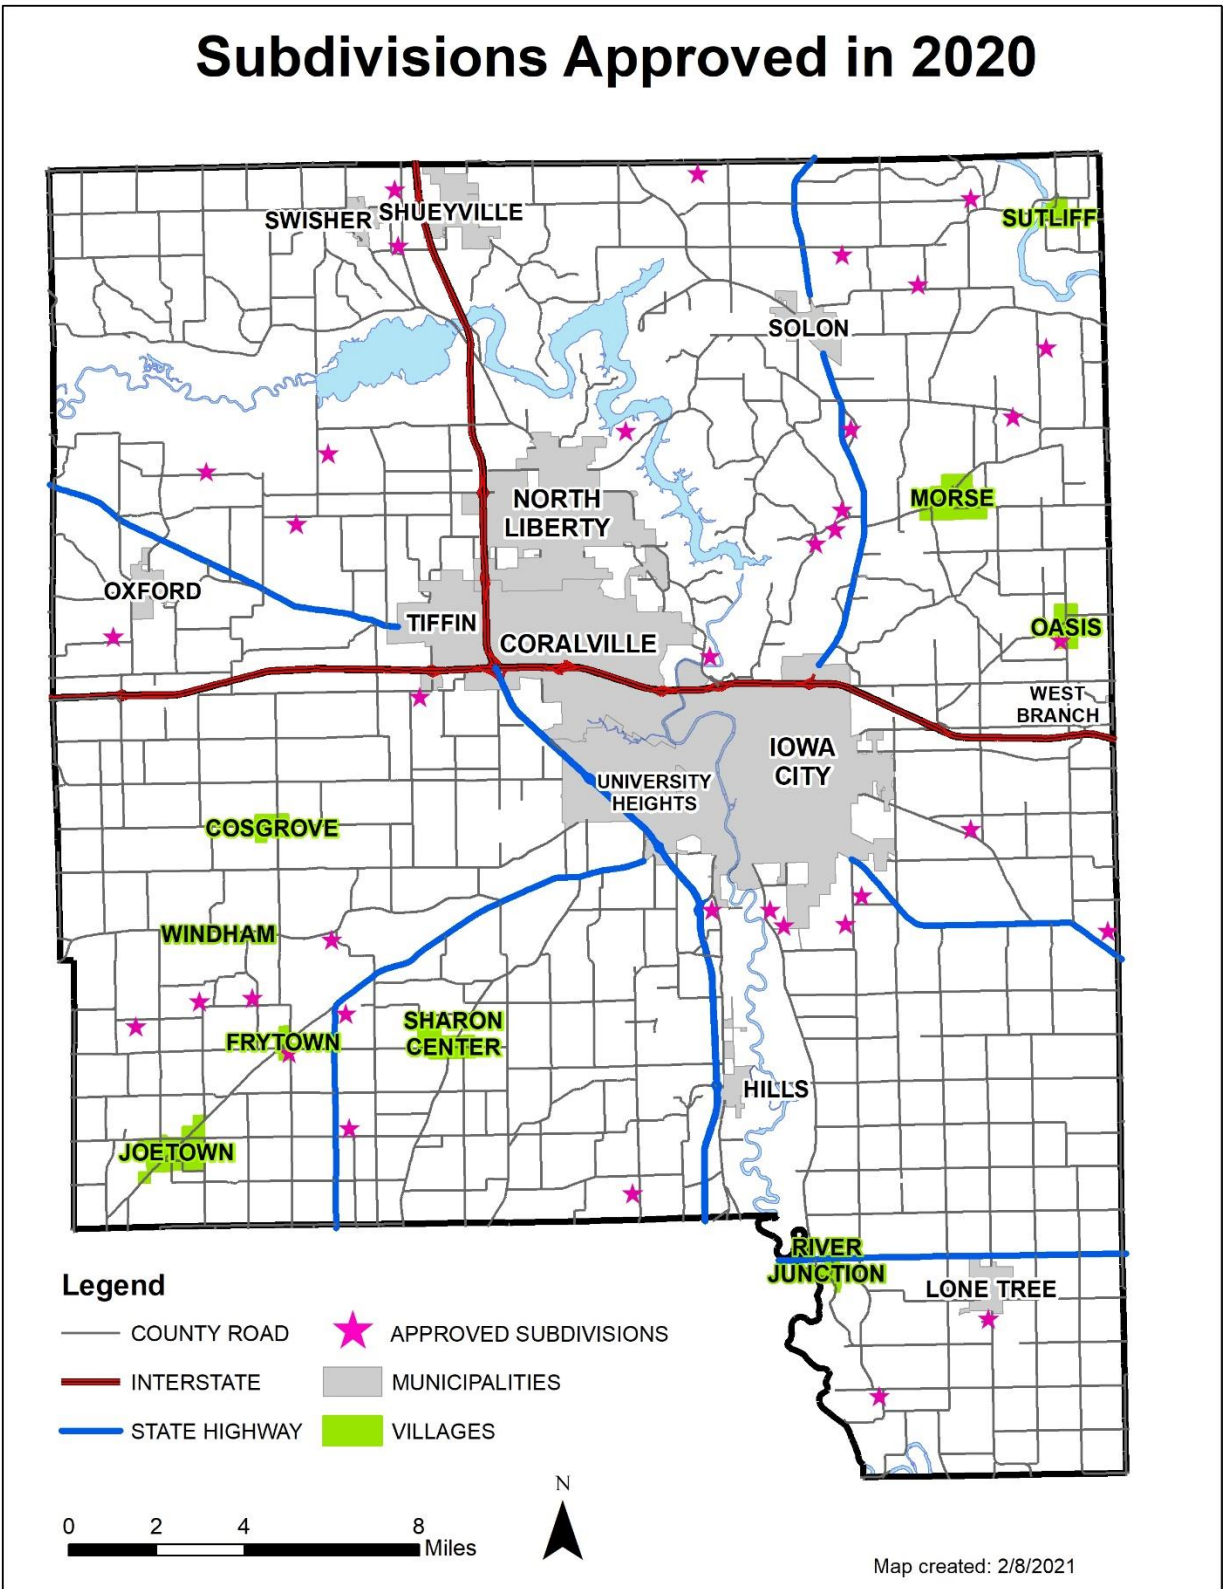 Subdivisions Approved in 2020
SWISHER
SHUEYVILLE
SUTLIFF
SOLON
MORSE
NORTH
LIBERTY
OXFORD
TIFFIN
CORALVILLE
OASIS
WEST
BRANCH
IOWA
CITY
UNIVERSITY
HEIGHTS
COSGROVE
WINDHAM
SHARON
CENTER
FRYTOWN
HILLS
JOETOWN
RIVER
JUNCTION
LONE TREE
Legend
COUNTY ROAD
APPROVED SUBDIVISIONS
INTERSTATE
MUNICIPALITIES
STATE HIGHWAY
VILLAGES
N
0 2 4 8
Miles
Map created: 2/8/2021